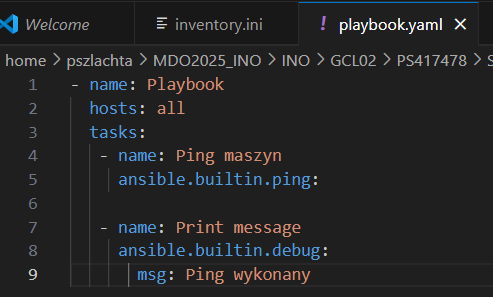 Welcome inventory.ini ! playbook.yaml ×
home > pszlachta > MDO2025_INO > INO > GCL02 > PS417478 >
1 - name: Playbook
2 hosts: all
3 tasks:
4 - name: Ping maszyn
5 ansible.builtin.ping:
6
7 - name: Print message
8 ansible.builtin.debug:
9 msg: Ping wykonany